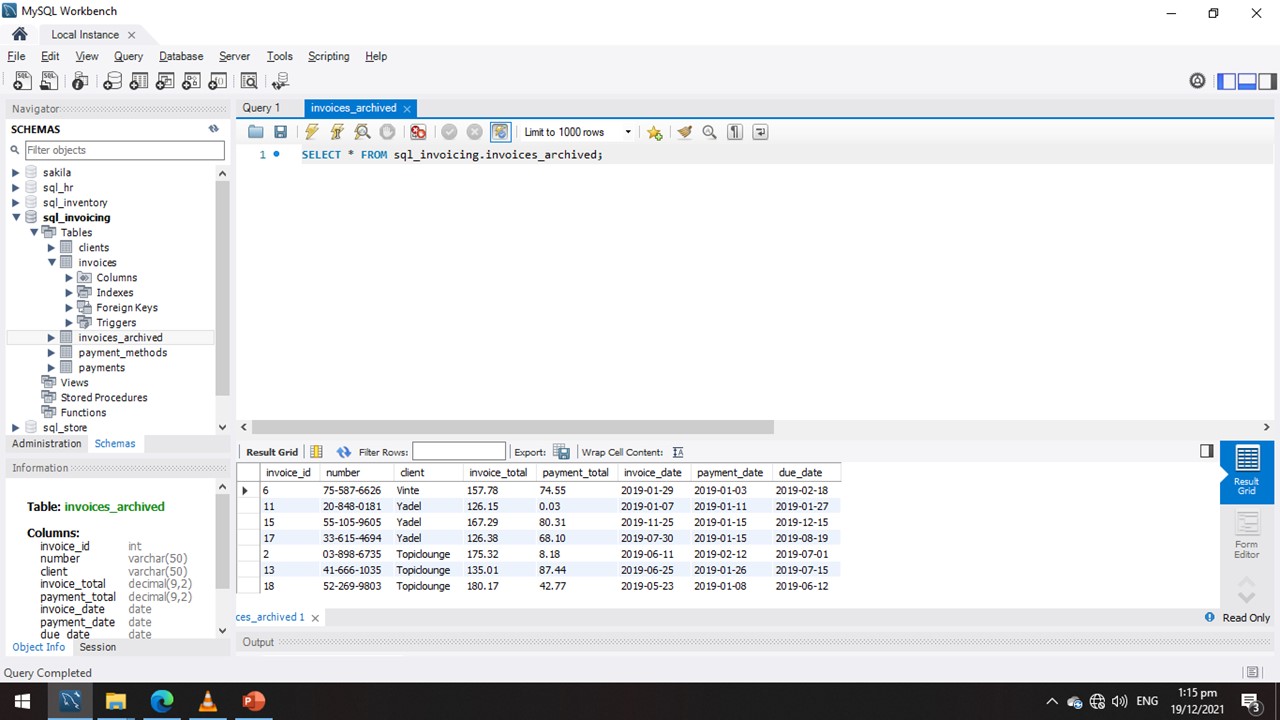 MySQL Workbench
Local Instance
File Edit View Query Database Server Tools Scripting Help
Navigator
SCHEMAS
Filter objects
sakila
sql_hr
sql_inventory
sql_invoicing
Tables
clients
invoices
Columns
Indexes
Foreign Keys
Triggers
invoices_archived
payment_methods
payments
Views
Stored Procedures
Functions
sql_store
Administration Schemas
Information
Table: invoices_archived
Columns:
invoice_id int
number varchar(50)
client varchar(50)
invoice_total decimal(9,2)
payment_total decimal(9,2)
invoice_date date
payment_date date
due_date date
Object Info Session
Query 1 invoices_archived
Limit to 1000 rows
1 SELECT * FROM sql_invoicing.invoices_archived;
Result Grid Filter Rows: Export: Wrap Cell Content:
invoice_id number client invoice_total payment_total invoice_date payment_date due_date
6 75-587-6626 Vinte 157.78 74.55 2019-01-29 2019-01-03 2019-02-18
11 20-848-0181 Yadel 126.15 0.03 2019-01-07 2019-01-11 2019-01-27
15 55-105-9605 Yadel 167.29 80.31 2019-11-25 2019-01-15 2019-12-15
17 33-615-4694 Yadel 126.38 68.10 2019-07-30 2019-01-15 2019-08-19
2 03-898-6735 Topiclounge 175.32 8.18 2019-06-11 2019-02-12 2019-07-01
13 41-666-1035 Topiclounge 135.01 87.44 2019-06-25 2019-01-26 2019-07-15
18 52-269-9803 Topiclounge 180.17 42.77 2019-05-23 2019-01-08 2019-06-12
Result
Grid
Form
Editor
ces_archived 1
Read Only
Output
Query Completed
ENG
1:15 pm
19/12/2021
3